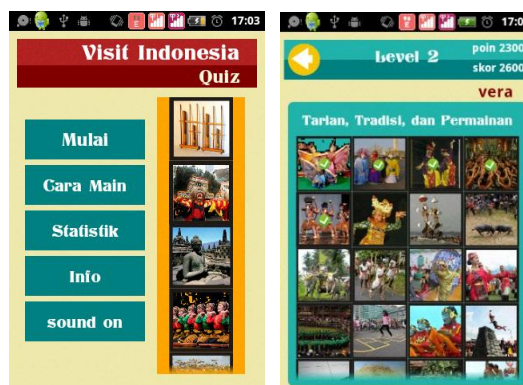 17:03
Visit Indonesia
Quiz
Mulai
Cara Main
Statistik
Info
sound on
17:03
Level 2
poin 2300
skor 2600
vera
Tarian, Tradisi, dan Permainan